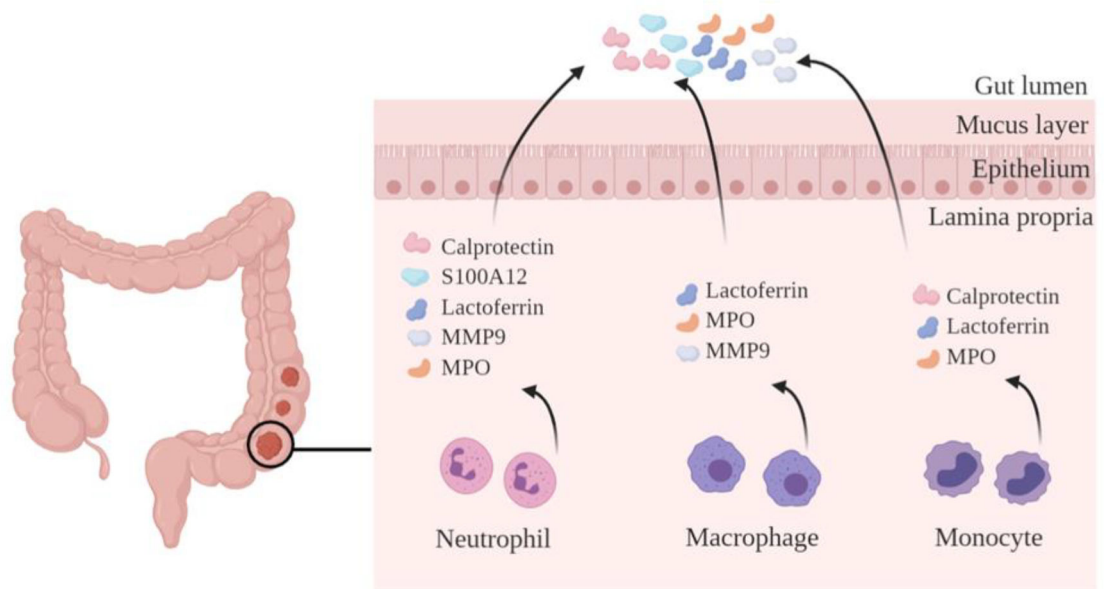 Gut lumen
Mucus layer
Epithelium
Lamina propria
Calprotectin
S100A12
Lactoferrin
MMP9
MPO
Lactoferrin
MPO
MMP9
Calprotectin
Lactoferrin
MPO
Neutrophil
Macrophage
Monocyte